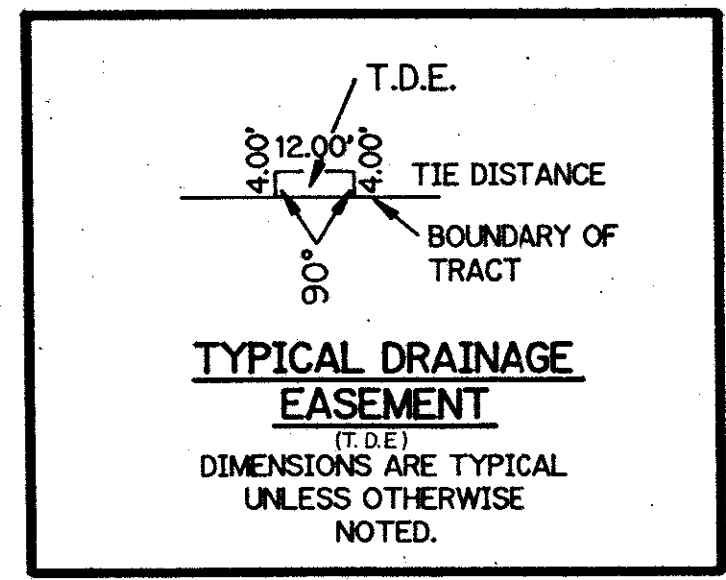 T.D.E.
4.00' 12.00' 4.00'
TIE DISTANCE
BOUNDARY OF
TRACT
90°
TYPICAL DRAINAGE
EASEMENT
(T.D.E)
DIMENSIONS ARE TYPICAL
UNLESS OTHERWISE
NOTED.